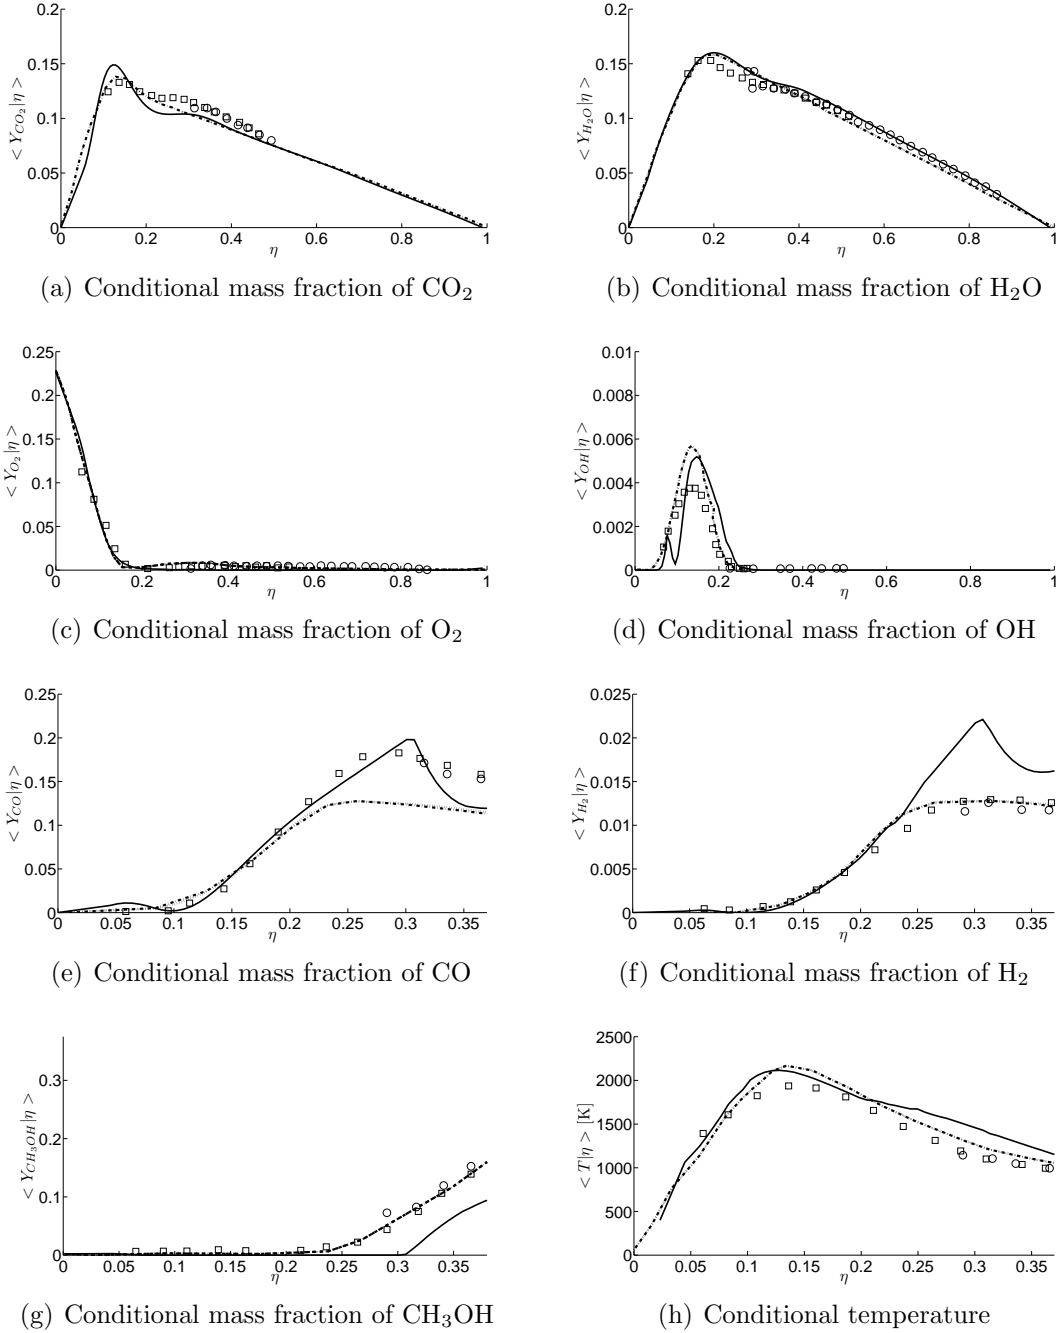 0.2
0.15
0.1
0.05
0
< Y_{CO_2}|η >
0 0.2 0.4 0.6 0.8 1
η
(a) Conditional mass fraction of CO₂
0.2
0.15
0.1
0.05
0
< Y_{H_2O}|η >
0 0.2 0.4 0.6 0.8 1
η
(b) Conditional mass fraction of H₂O
0.25
0.2
0.15
0.1
0.05
0
< Y_{O_2}|η >
0 0.2 0.4 0.6 0.8 1
η
(c) Conditional mass fraction of O₂
0.01
0.008
0.006
0.004
0.002
0
< Y_{OH}|η >
0 0.2 0.4 0.6 0.8 1
η
(d) Conditional mass fraction of OH
0.25
0.2
0.15
0.1
0.05
0
< Y_{CO}|η >
0 0.05 0.1 0.15 0.2 0.25 0.3 0.35
η
(e) Conditional mass fraction of CO
0.025
0.02
0.015
0.01
0.005
0
< Y_{H_2}|η >
0 0.05 0.1 0.15 0.2 0.25 0.3 0.35
η
(f) Conditional mass fraction of H₂
0.3
0.2
0.1
0
< Y_{CH_3OH}|η >
0 0.05 0.1 0.15 0.2 0.25 0.3 0.35
η
(g) Conditional mass fraction of CH₃OH
2500
2000
1500
1000
500
0
< T|η > [K]
0 0.05 0.1 0.15 0.2 0.25 0.3 0.35
η
(h) Conditional temperature